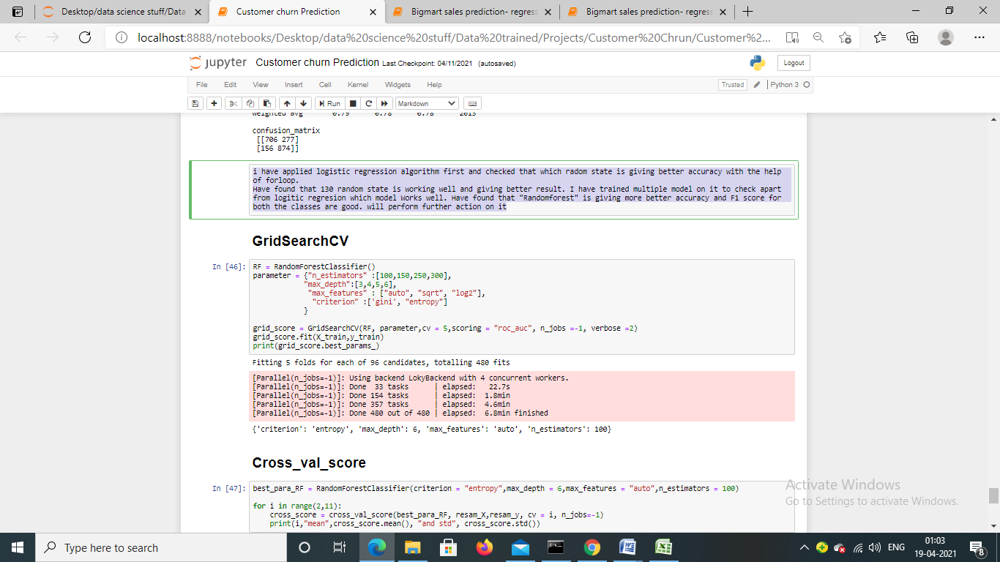 Desktop/data science stuff/Data
Customer churn Prediction
Bigmart sales prediction- regress
Bigmart sales prediction- regress
localhost:8888/notebooks/Desktop/data%20science%20stuff/Data%20trained/Projects/Customer%20Chrun/Customer%2...
jupyter Customer churn Prediction Last Checkpoint: 04/11/2021 (autosaved)
Logout
File Edit View Insert Cell Kernel Widgets Help
Trusted Python 3
Run Markdown
weighted avg 0.79 0.78 0.78 2013
confusion_matrix
[[706 277]
[156 874]]
i have applied logistic regression algorithm first and checked that which radom state is giving better accuracy with the help
of forloop.
Have found that 130 random state is working well and giving better result. I have trained multiple model on it to check apart
from logitic regresion which model Works well. Have found that "Randomforest" is giving more better accuracy and F1 score for
both the classes are good. will perform further action on it
GridSearchCV
In [46]: RF = RandomForestClassifier()
parameter = {"n_estimators" :[100,150,250,300],
"max_depth":[3,4,5,6],
"max_features" : ["auto", "sqrt", "log2"],
"criterion" :['gini', "entropy"]
}
grid_score = GridSearchCV(RF, parameter,cv = 5,scoring = "roc_auc", n_jobs =-1, verbose =2)
grid_score.fit(X_train,y_train)
print(grid_score.best_params_)
Fitting 5 folds for each of 96 candidates, totalling 480 fits
[Parallel(n_jobs=-1)]: Using backend LokyBackend with 4 concurrent workers.
[Parallel(n_jobs=-1)]: Done 33 tasks | elapsed: 22.7s
[Parallel(n_jobs=-1)]: Done 154 tasks | elapsed: 1.8min
[Parallel(n_jobs=-1)]: Done 357 tasks | elapsed: 4.6min
[Parallel(n_jobs=-1)]: Done 480 out of 480 | elapsed: 6.8min finished
{'criterion': 'entropy', 'max_depth': 6, 'max_features': 'auto', 'n_estimators': 100}
Cross_val_score
In [47]: best_para_RF = RandomForestClassifier(criterion = "entropy",max_depth = 6,max_features = "auto",n_estimators = 100)
for i in range(2,11):
cross_score = cross_val_score(best_para_RF, resam_X,resam_y, cv = i, n_jobs=-1)
print(i,"mean",cross_score.mean(), "and std", cross_score.std())
Activate Windows
Go to Settings to activate Windows.
Type here to search
ENG
01:03
19-04-2021
8